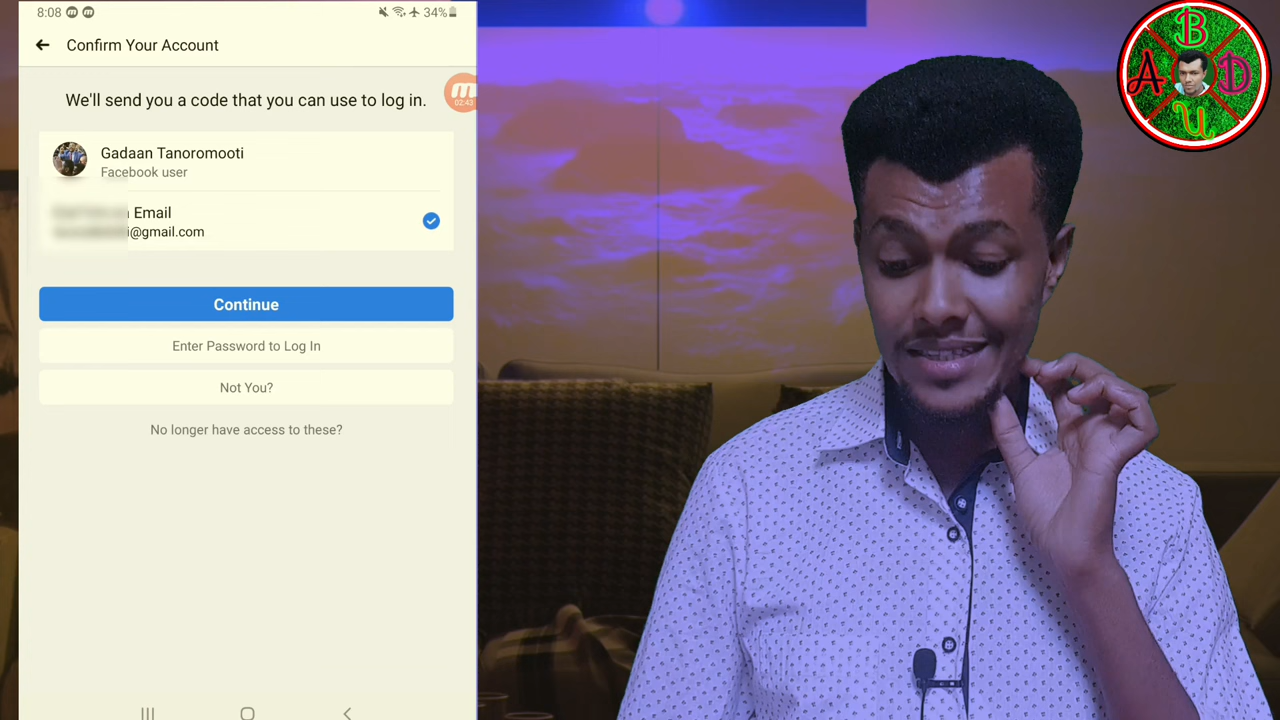 8:08
34%
Confirm Your Account
02:43
We'll send you a code that you can use to log in.
Gadaan Tanoromooti
Facebook user
Email
i@gmail.com
Continue
Enter Password to Log In
Not You?
No longer have access to these?
B
A D
U